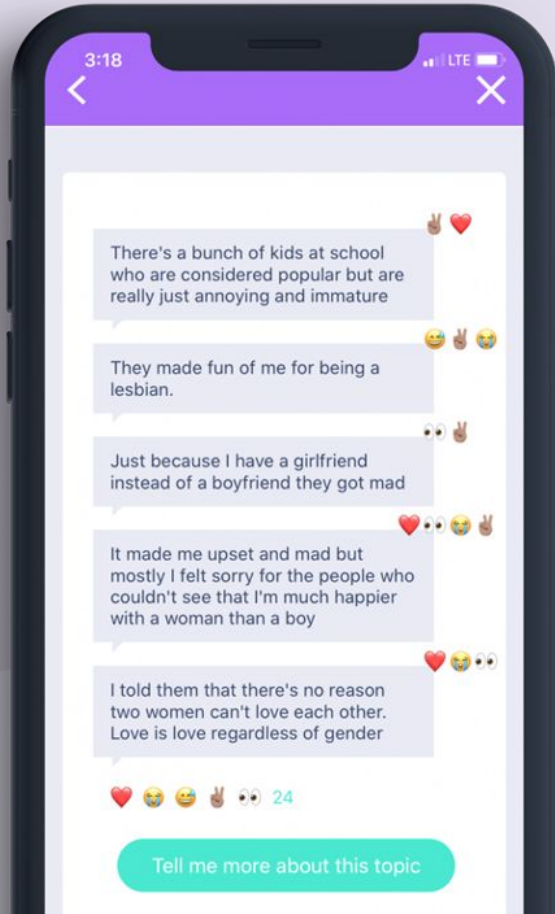 3:18
LTE
There's a bunch of kids at school
who are considered popular but are
really just annoying and immature
They made fun of me for being a
lesbian.
Just because I have a girlfriend
instead of a boyfriend they got mad
It made me upset and mad but
mostly I felt sorry for the people who
couldn't see that I'm much happier
with a woman than a boy
I told them that there's no reason
two women can't love each other.
Love is love regardless of gender
24
Tell me more about this topic